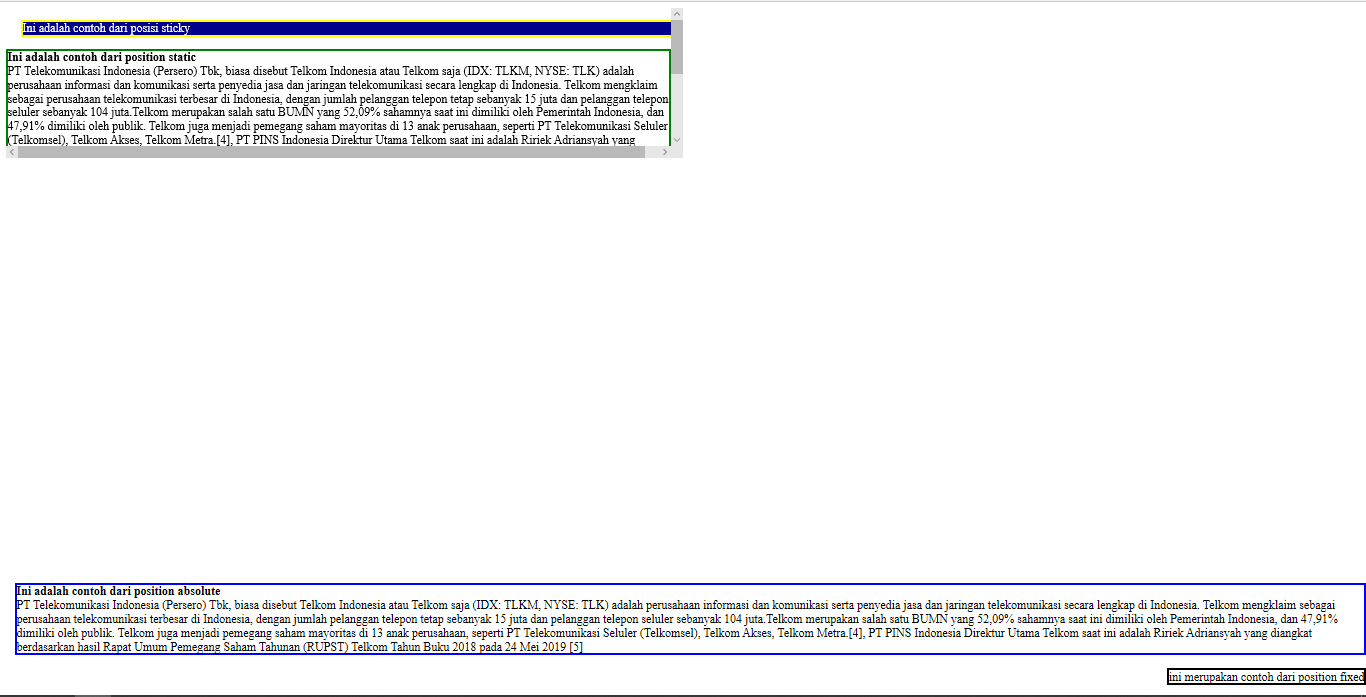 Ini adalah contoh dari posisi sticky
Ini adalah contoh dari position static
PT Telekomunikasi Indonesia (Persero) Tbk, biasa disebut Telkom Indonesia atau Telkom saja (IDX: TLKM, NYSE: TLK) adalah
perusahaan informasi dan komunikasi serta penyedia jasa dan jaringan telekomunikasi secara lengkap di Indonesia. Telkom mengklaim
sebagai perusahaan telekomunikasi terbesar di Indonesia, dengan jumlah pelanggan telepon tetap sebanyak 15 juta dan pelanggan telepon
seluler sebanyak 104 juta.Telkom merupakan salah satu BUMN yang 52,09% sahamnya saat ini dimiliki oleh Pemerintah Indonesia, dan
47,91% dimiliki oleh publik. Telkom juga menjadi pemegang saham mayoritas di 13 anak perusahaan, seperti PT Telekomunikasi Seluler
(Telkomsel), Telkom Akses, Telkom Metra.[4], PT PINS Indonesia Direktur Utama Telkom saat ini adalah Ririek Adriansyah yang
Ini adalah contoh dari position absolute
PT Telekomunikasi Indonesia (Persero) Tbk, biasa disebut Telkom Indonesia atau Telkom saja (IDX: TLKM, NYSE: TLK) adalah perusahaan informasi dan komunikasi serta penyedia jasa dan jaringan telekomunikasi secara lengkap di Indonesia. Telkom mengklaim sebagai
perusahaan telekomunikasi terbesar di Indonesia, dengan jumlah pelanggan telepon tetap sebanyak 15 juta dan pelanggan telepon seluler sebanyak 104 juta.Telkom merupakan salah satu BUMN yang 52,09% sahamnya saat ini dimiliki oleh Pemerintah Indonesia, dan 47,91%
dimiliki oleh publik. Telkom juga menjadi pemegang saham mayoritas di 13 anak perusahaan, seperti PT Telekomunikasi Seluler (Telkomsel), Telkom Akses, Telkom Metra.[4], PT PINS Indonesia Direktur Utama Telkom saat ini adalah Ririek Adriansyah yang diangkat
berdasarkan hasil Rapat Umum Pemegang Saham Tahunan (RUPST) Telkom Tahun Buku 2018 pada 24 Mei 2019 [5]
ini merupakan contoh dari position fixed